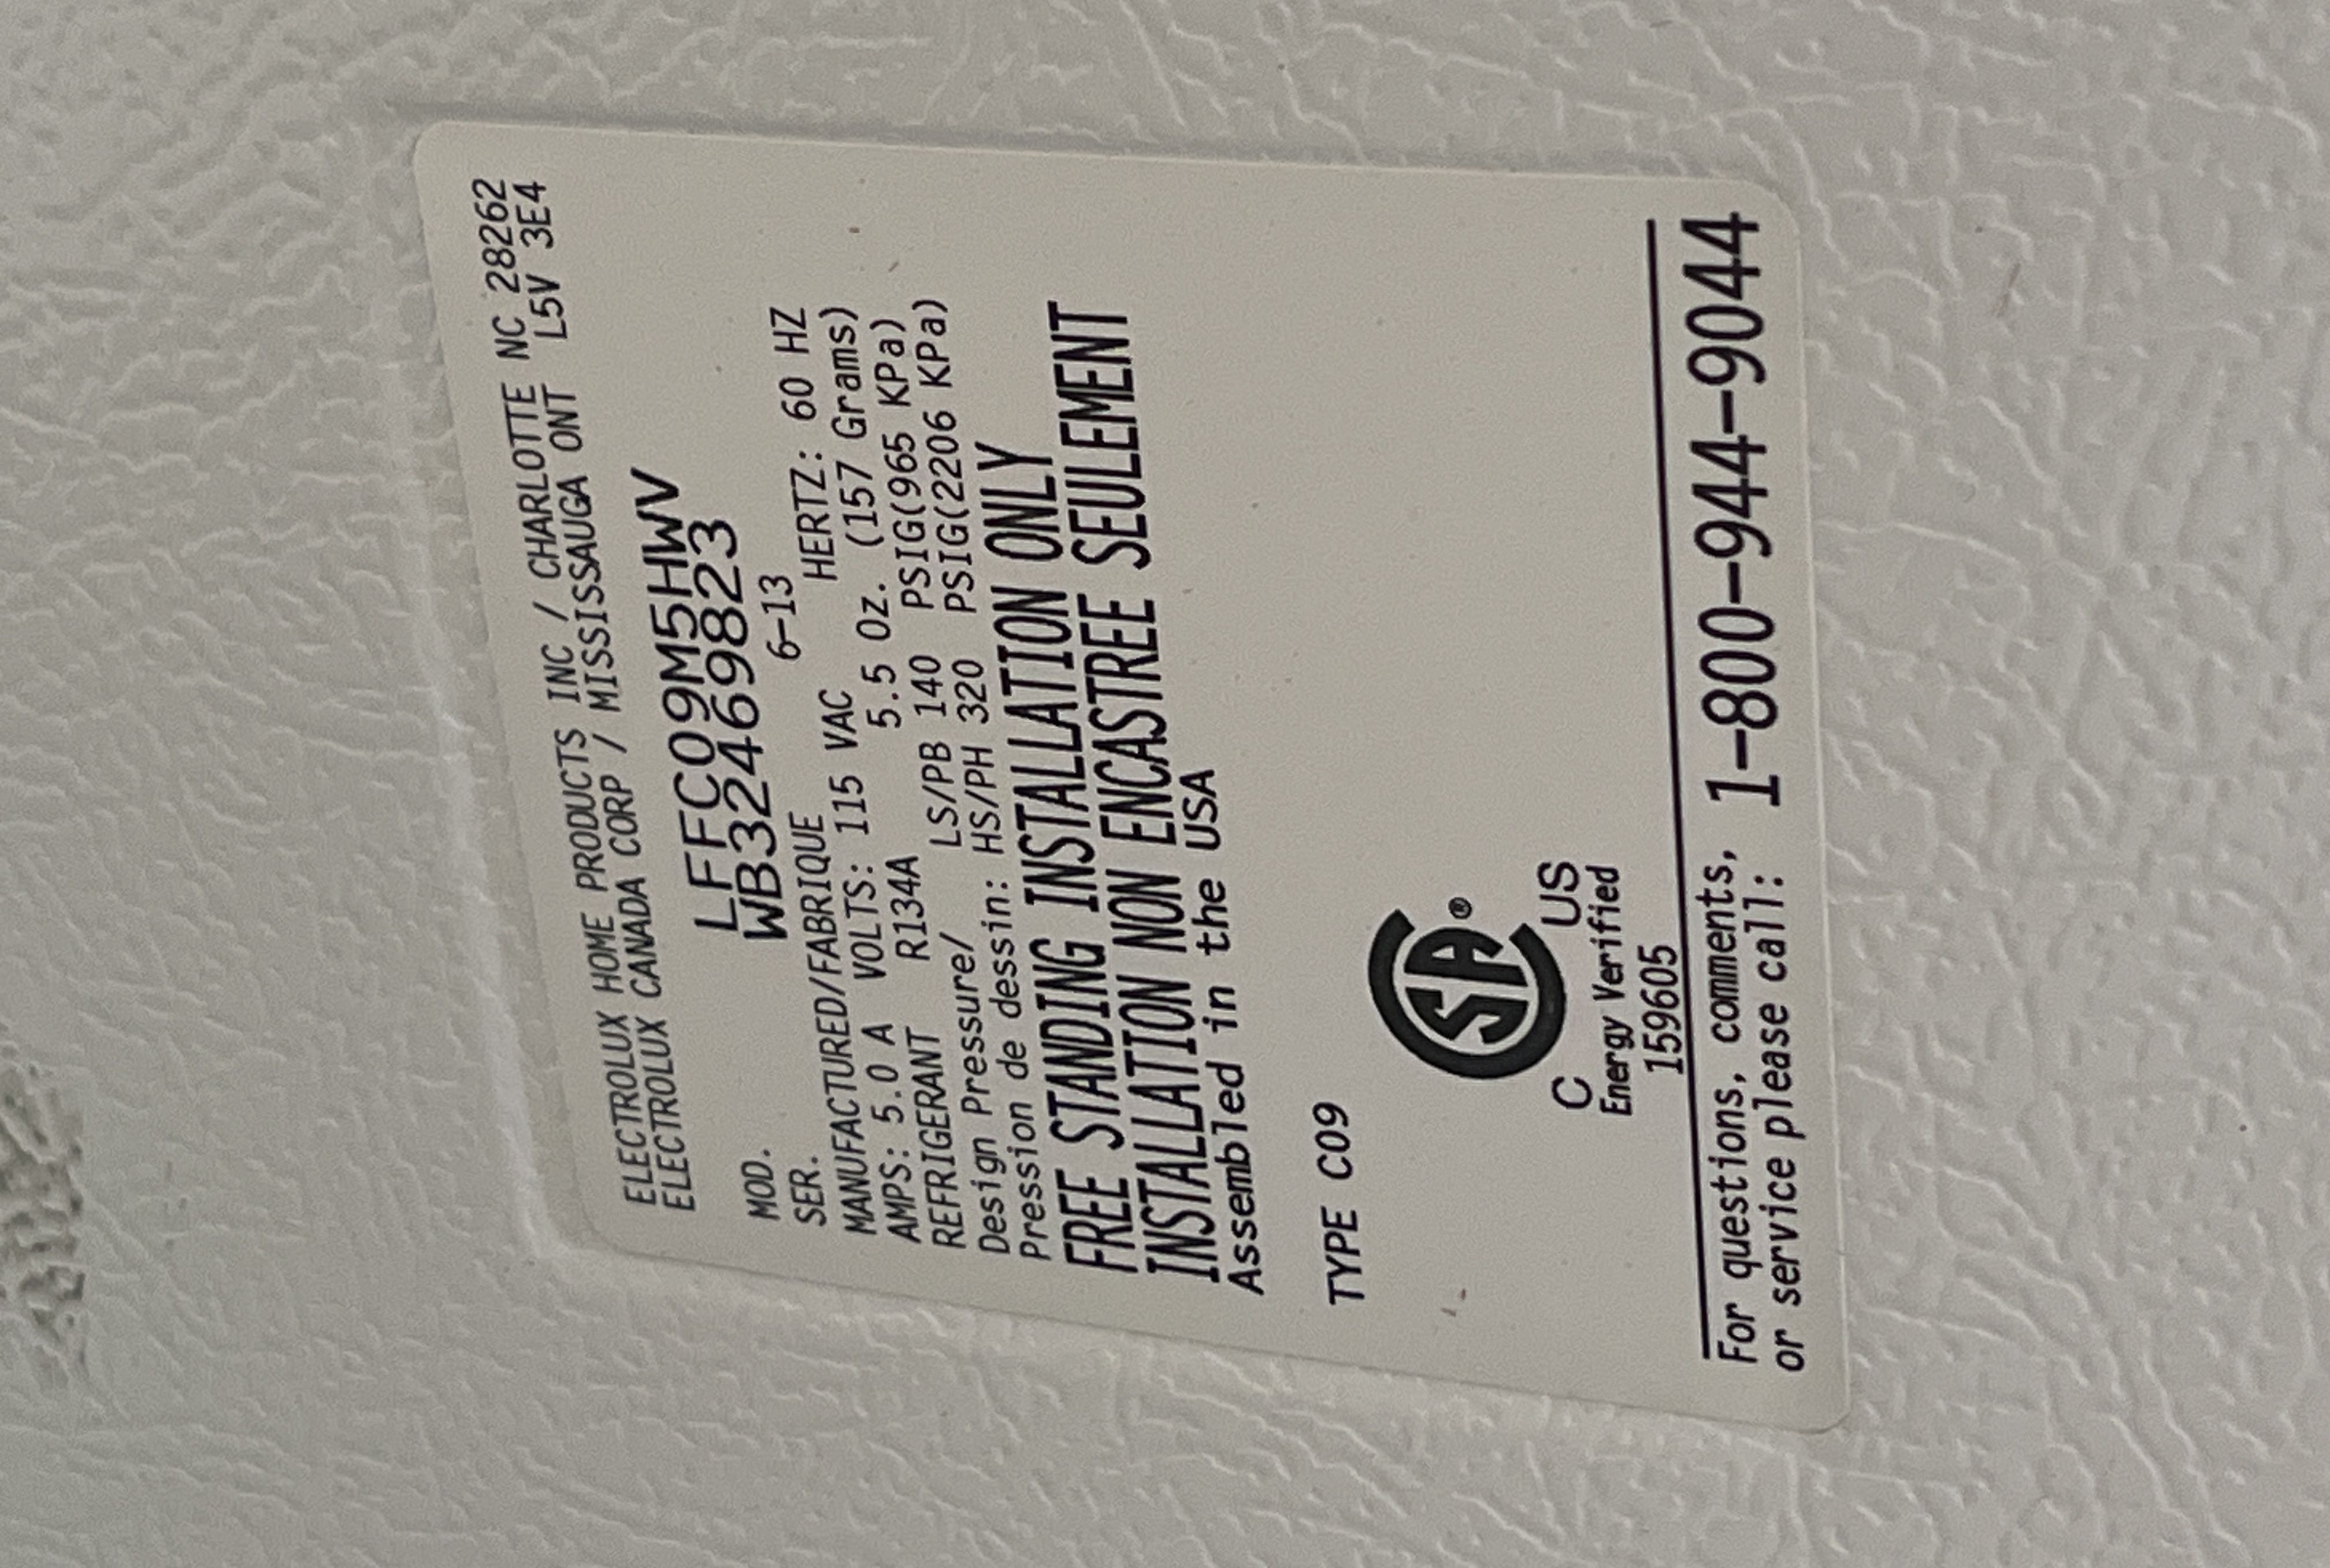 ELECTROLUX HOME PRODUCTS INC / CHARLOTTE NC 28262
ELECTROLUX CANADA CORP / MISSISSAUGA ONT L5V 3E4
MOD. LFFC09M5HWV
SER. WB32469823
MANUFACTURED/FABRIQUE 6-13
AMPS: 5.0 A VOLTS: 115 VAC HERTZ: 60 HZ
REFRIGERANT R134A 5.5 Oz. (157 Grams)
Design Pressure/ LS/PB 140 PSIG(965 KPa)
Pression de dessin: HS/PH 320 PSIG(2206 KPa)
FREE STANDING INSTALLATION ONLY
INSTALLATION NON ENCASTREE SEULEMENT
Assembled in the USA
TYPE C09
SA®
C US
Energy Verified
159605
For questions, comments,
or service please call: 1-800-944-9044